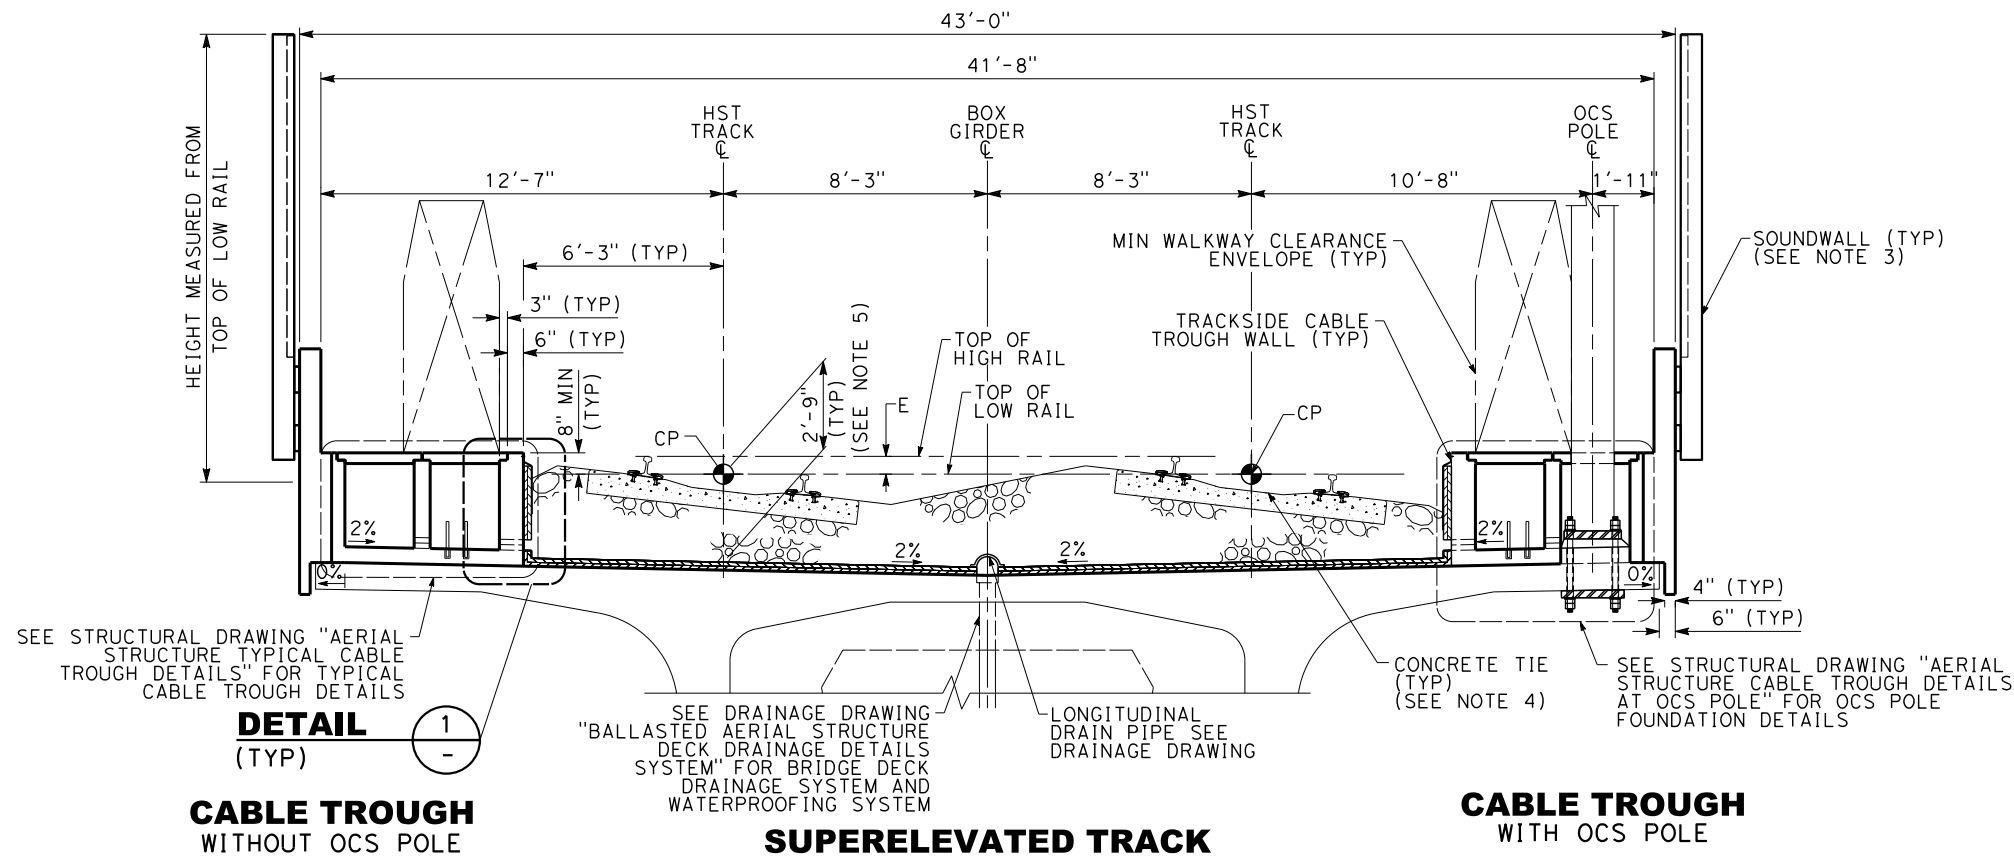 43'-0"
41'-8"
HST
TRACK
℄
BOX
GIRDER
℄
HST
TRACK
℄
OCS
POLE
℄
12'-7"
8'-3"
8'-3"
10'-8"
1'-11"
HEIGHT MEASURED FROM
TOP OF LOW RAIL
6'-3" (TYP)
3" (TYP)
6" (TYP)
8" MIN
(TYP)
2'-9"
(TYP)
(SEE NOTE 5)
E
TOP OF
HIGH RAIL
TOP OF
LOW RAIL
MIN WALKWAY CLEARANCE
ENVELOPE (TYP)
TRACKSIDE CABLE
TROUGH WALL (TYP)
SOUNDWALL (TYP)
(SEE NOTE 3)
CP
CP
2%
2%
2%
2%
0%
0%
4" (TYP)
6" (TYP)
SEE STRUCTURAL DRAWING "AERIAL
STRUCTURE TYPICAL CABLE
TROUGH DETAILS" FOR TYPICAL
CABLE TROUGH DETAILS
DETAIL
(TYP)
1
-
SEE DRAINAGE DRAWING
"BALLASTED AERIAL STRUCTURE
DECK DRAINAGE DETAILS
SYSTEM" FOR BRIDGE DECK
DRAINAGE SYSTEM AND
WATERPROOFING SYSTEM
LONGITUDINAL
DRAIN PIPE SEE
DRAINAGE DRAWING
CONCRETE TIE
(TYP)
(SEE NOTE 4)
SEE STRUCTURAL DRAWING "AERIAL
STRUCTURE CABLE TROUGH DETAILS
AT OCS POLE" FOR OCS POLE
FOUNDATION DETAILS
CABLE TROUGH
WITHOUT OCS POLE
SUPERELEVATED TRACK
CABLE TROUGH
WITH OCS POLE